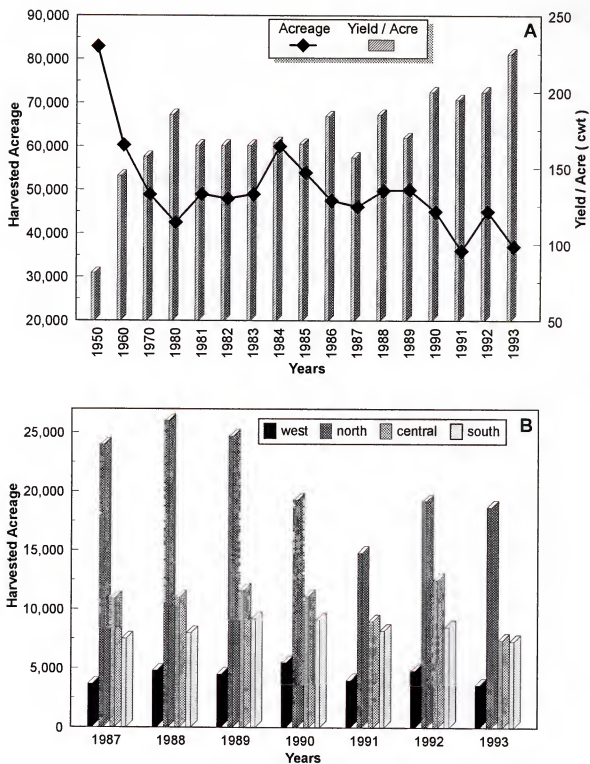 A
Acreage Yield / Acre
90,000
80,000
70,000
60,000
50,000
40,000
30,000
20,000
Harvested Acreage
250
200
150
100
50
Yield / Acre ( cwt )
1950 1960 1970 1980 1981 1982 1983 1984 1985 1986 1987 1988 1989 1990 1991 1992 1993
Years
B
west north central south
25,000
20,000
15,000
10,000
5,000
0
Harvested Acreage
1987 1988 1989 1990 1991 1992 1993
Years